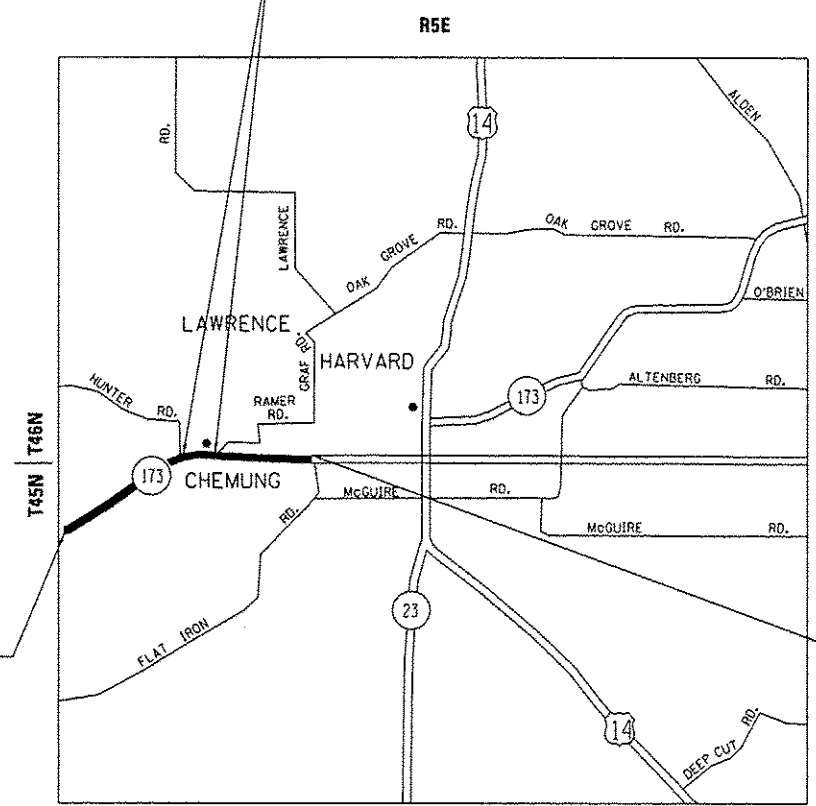 R5E
ALDEN
14
RD.
LAWRENCE
RD.
OAK GROVE RD.
OAK GROVE
O'BRIEN
LAWRENCE
GRAF RD.
HARVARD
HUNTER RD.
RAMER RD.
173
ALTENBERG RD.
T46N
T45N
173
CHEMUNG
McGUIRE RD.
RD.
McGUIRE RD.
23
FLAT IRON
14
DEEP CUT RD.